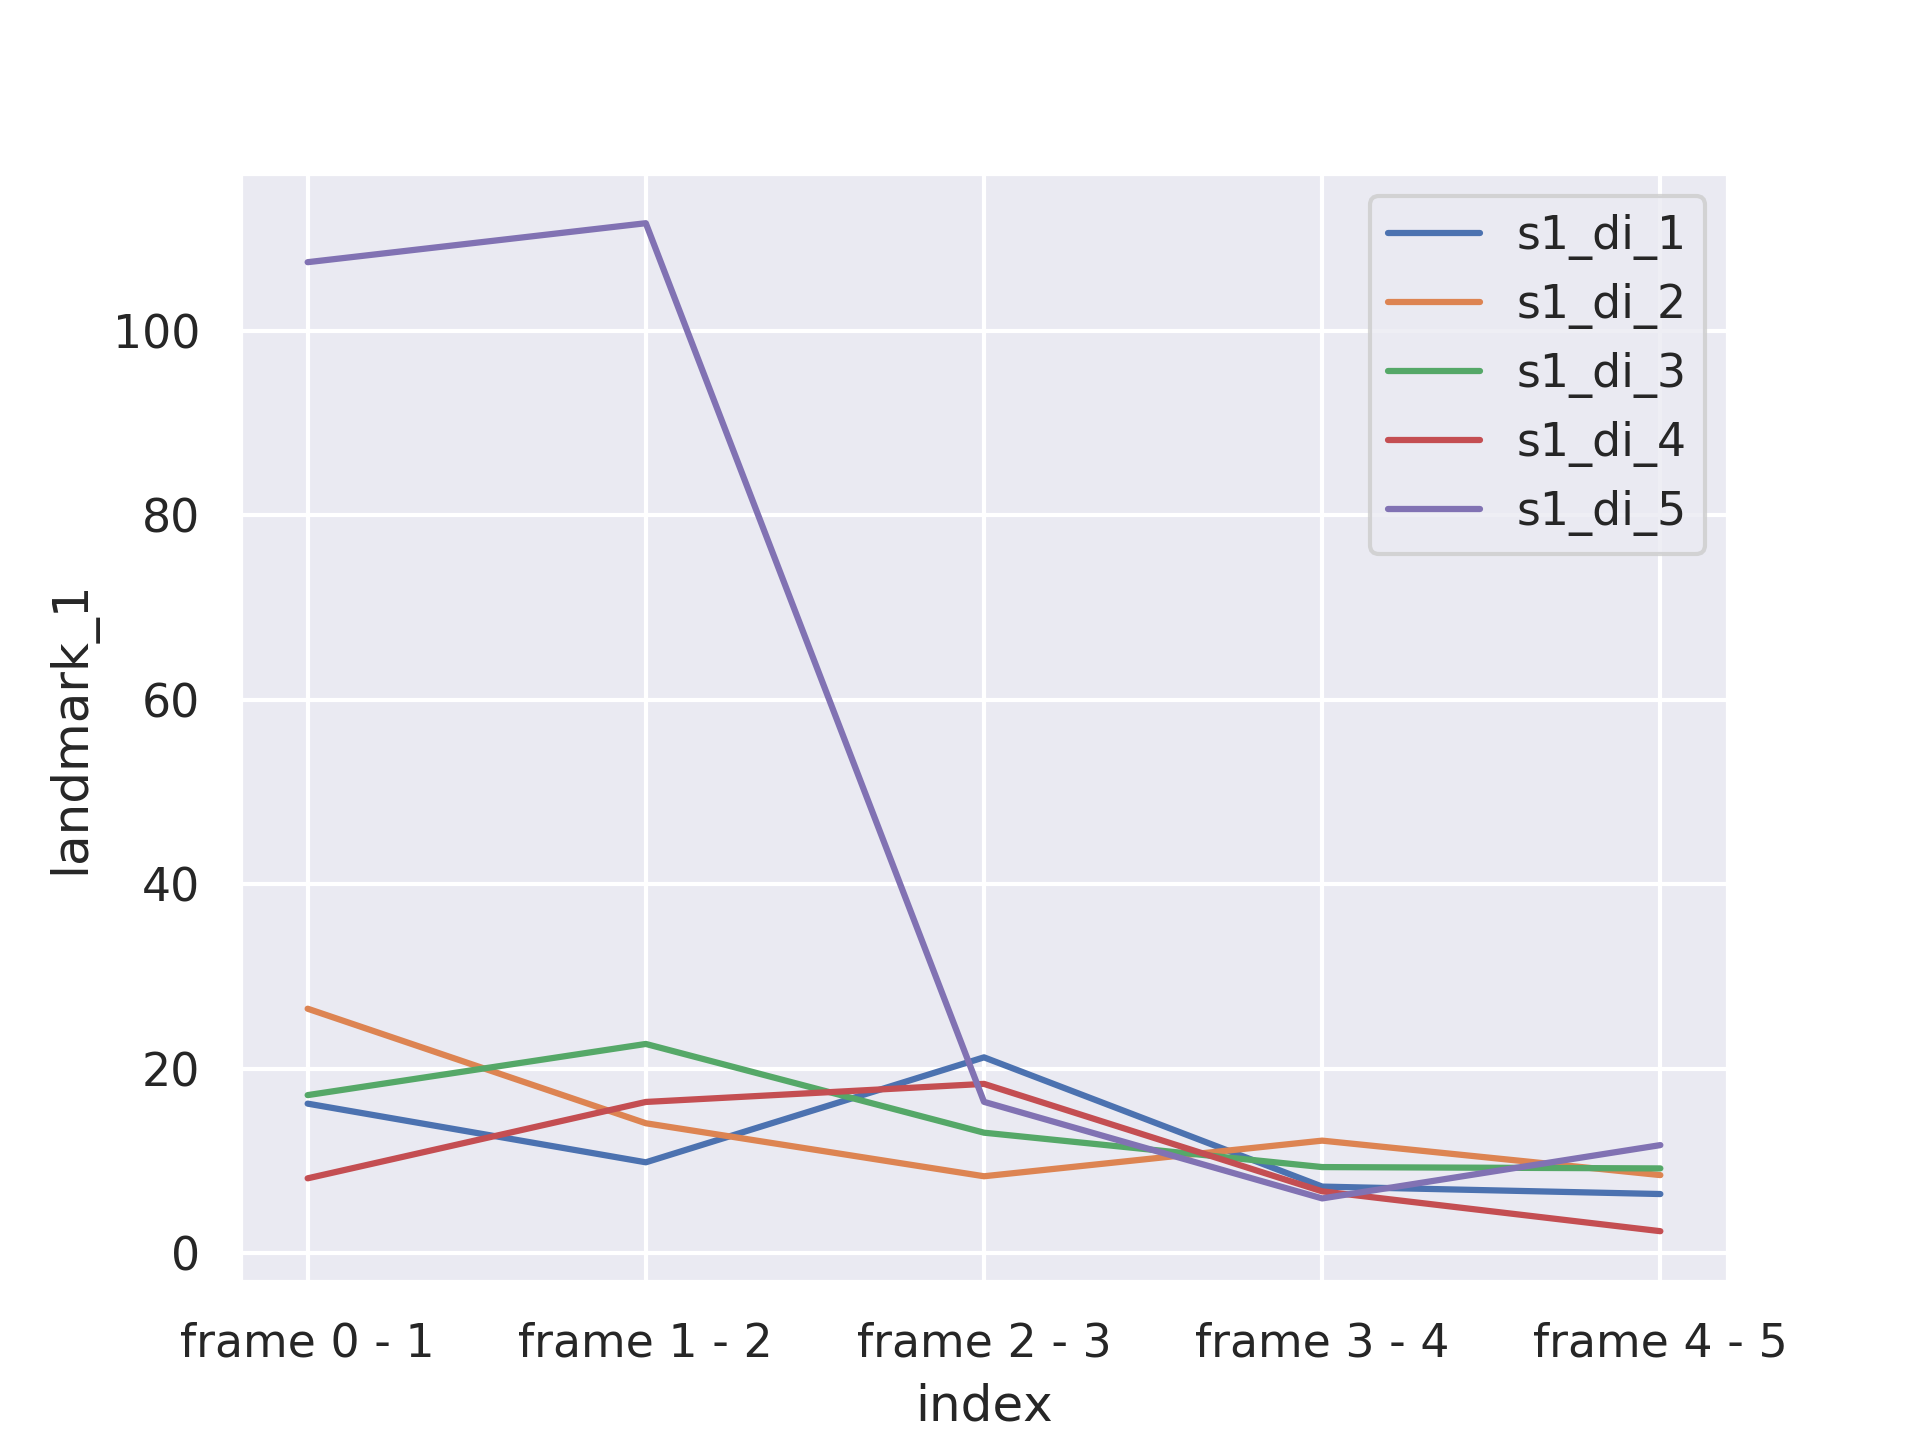 s1_di_1
s1_di_2
s1_di_3
s1_di_4
s1_di_5
landmark_1
100
80
60
40
20
0
frame 0 - 1 frame 1 - 2 frame 2 - 3 frame 3 - 4 frame 4 - 5
index